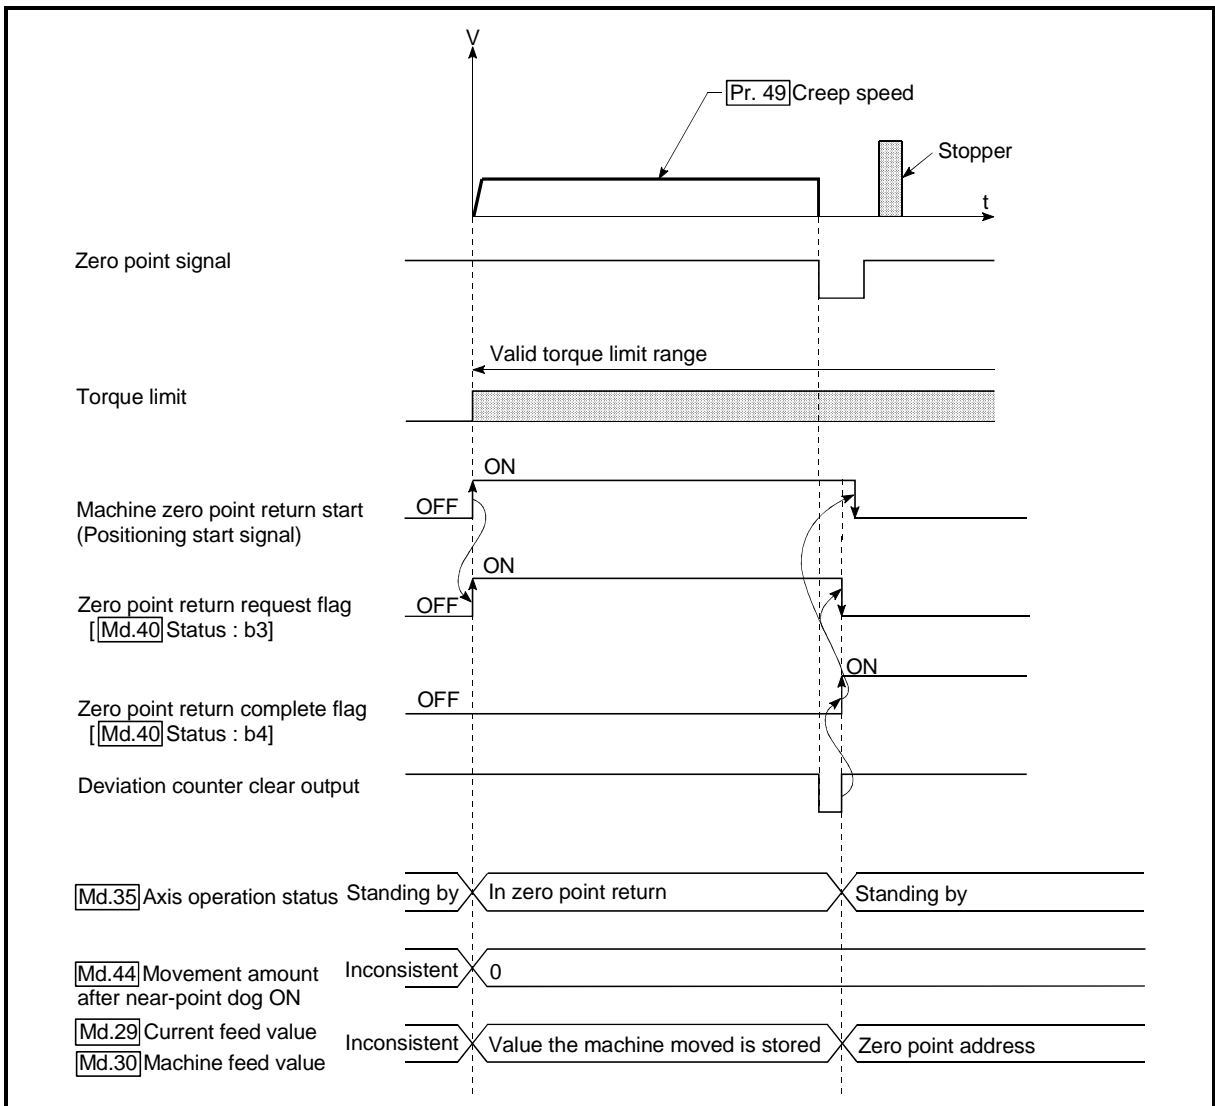 V
Pr. 49 Creep speed
Stopper
t
Zero point signal
Valid torque limit range
Torque limit
ON
OFF
Machine zero point return start
(Positioning start signal)
ON
OFF
Zero point return request flag
[ Md.40 Status : b3]
ON
OFF
Zero point return complete flag
[ Md.40 Status : b4]
Deviation counter clear output
Md.35 Axis operation status Standing by In zero point return Standing by
Md.44 Movement amount
after near-point dog ON
Inconsistent 0
Md.29 Current feed value
Md.30 Machine feed value
Inconsistent Value the machine moved is stored Zero point address